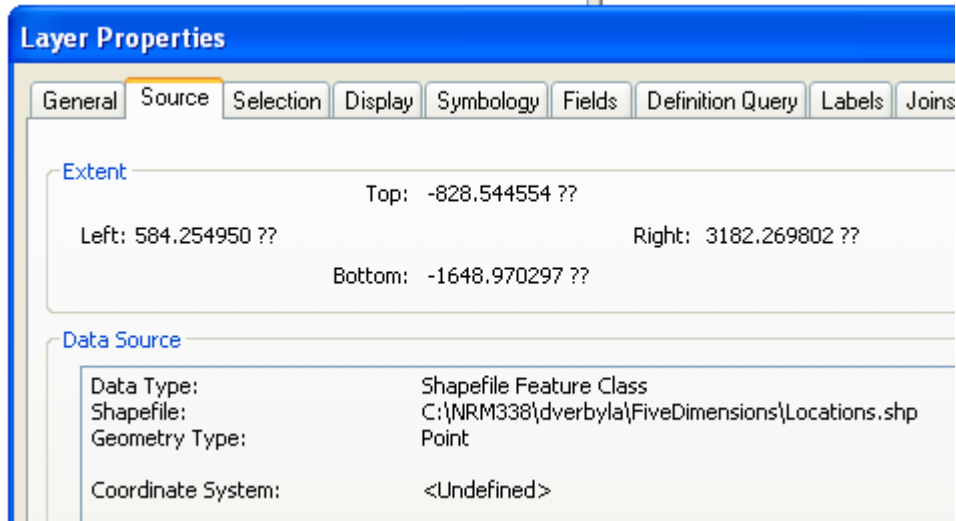 Layer Properties
General Source Selection Display Symbology Fields Definition Query Labels Joins
Extent
Top: -828.544554 ??
Left: 584.254950 ?? Right: 3182.269802 ??
Bottom: -1648.970297 ??
Data Source
Data Type: Shapefile Feature Class
Shapefile: C:\NRM338\dverbyla\FiveDimensions\Locations.shp
Geometry Type: Point
Coordinate System: <Undefined>